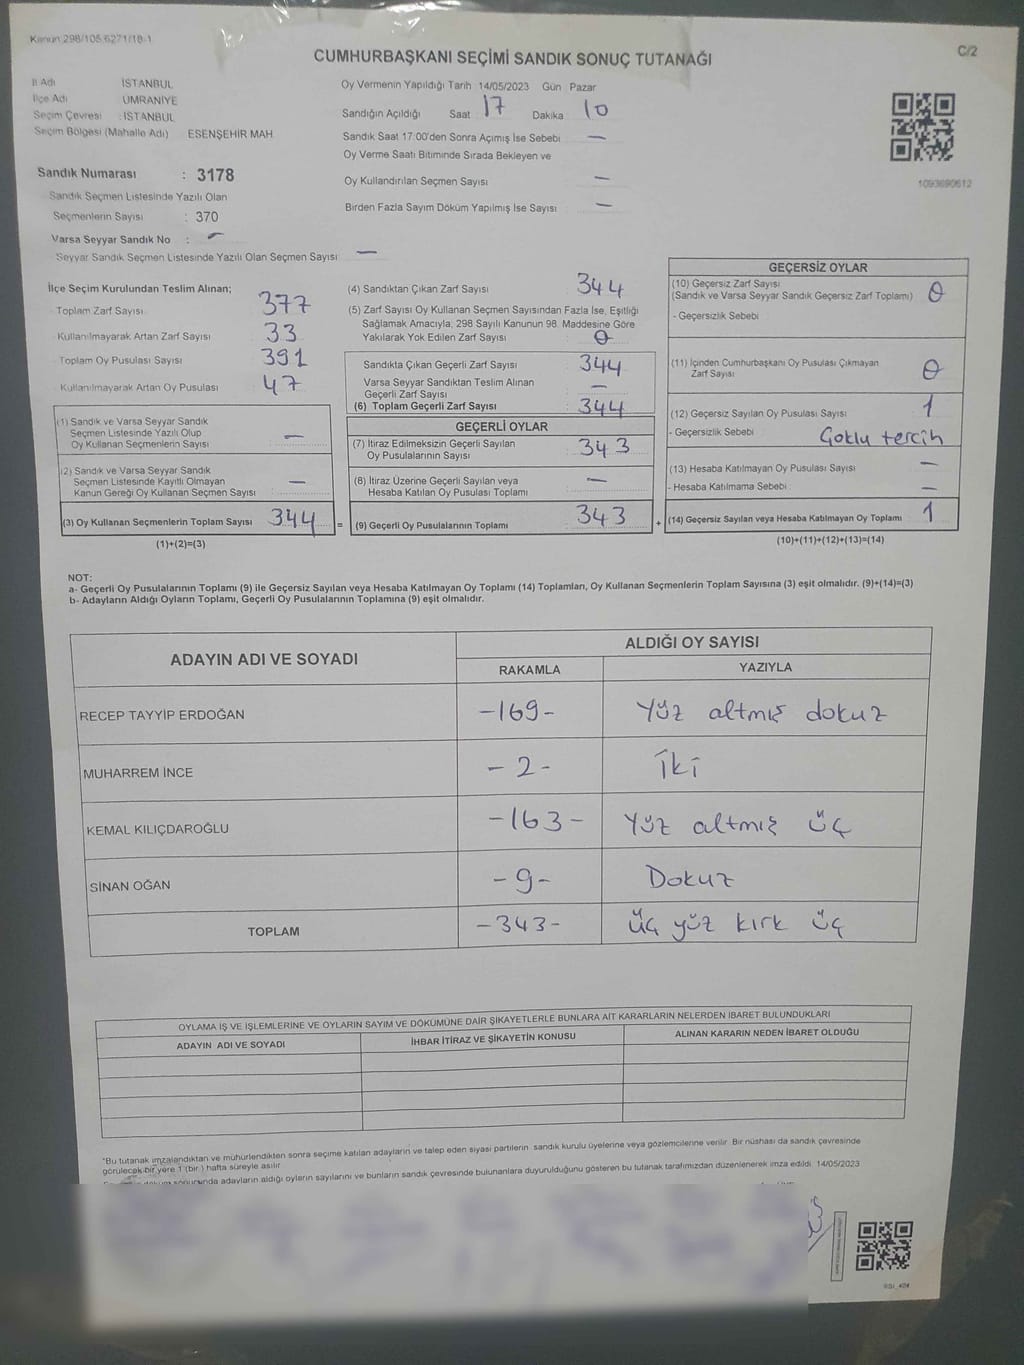 Kanun 298/105,6271/18-1
C/2
CUMHURBAŞKANI SEÇİMİ SANDIK SONUÇ TUTANAĞI
İl Adı İSTANBUL
İlçe Adı ÜMRANİYE
Seçim Çevresi : İSTANBUL
Seçim Bölgesi (Mahalle Adı) ESENŞEHİR MAH.
Sandık Numarası : 3178
Sandık Seçmen Listesinde Yazılı Olan
Seçmenlerin Sayısı : 370
Varsa Seyyar Sandık No : –
Seyyar Sandık Seçmen Listesinde Yazılı Olan Seçmen Sayısı: –
Oy Vermenin Yapıldığı Tarih 14/05/2023 Gün Pazar
Sandığın Açıldığı Saat 17 Dakika 10
Sandık Saat 17:00'den Sonra Açımış İse Sebebi –
Oy Verme Saati Bitiminde Sırada Bekleyen ve
Oy Kullandırılan Seçmen Sayısı –
Birden Fazla Sayım Döküm Yapılmış İse Sayısı –
1093690612
İlçe Seçim Kurulundan Teslim Alınan;
Toplam Zarf Sayısı 377
Kullanılmayarak Artan Zarf Sayısı 33
Toplam Oy Pusulası Sayısı 391
Kullanılmayarak Artan Oy Pusulası 47
(1) Sandık ve Varsa Seyyar Sandık
Seçmen Listesinde Yazılı Olup
Oy Kullanan Seçmenlerin Sayısı –
(2) Sandık ve Varsa Seyyar Sandık
Seçmen Listesinde Kayıtlı Olmayan
Kanun Gereği Oy Kullanan Seçmen Sayısı –
(3) Oy Kullanan Seçmenlerin Toplam Sayısı 344 =
(1)+(2)=(3)
(4) Sandıktan Çıkan Zarf Sayısı 344
(5) Zarf Sayısı Oy Kullanan Seçmen Sayısından Fazla İse, Eşitliği
Sağlamak Amacıyla, 298 Sayılı Kanunun 98. Maddesine Göre
Yakılarak Yok Edilen Zarf Sayısı 0
Sandıkta Çıkan Geçerli Zarf Sayısı 344
Varsa Seyyar Sandıktan Teslim Alınan
Geçerli Zarf Sayısı –
(6) Toplam Geçerli Zarf Sayısı 344
GEÇERLİ OYLAR
(7) İtiraz Edilmeksizin Geçerli Sayılan
Oy Pusulalarının Sayısı 343
(8) İtiraz Üzerine Geçerli Sayılan veya
Hesaba Katılan Oy Pusulası Toplamı –
(9) Geçerli Oy Pusulalarının Toplamı 343 +
GEÇERSİZ OYLAR
(10) Geçersiz Zarf Sayısı
(Sandık ve Varsa Seyyar Sandık Geçersiz Zarf Toplamı) 0
- Geçersizlik Sebebi
(11) İçinden Cumhurbaşkanı Oy Pusulası Çıkmayan
Zarf Sayısı 0
(12) Geçersiz Sayılan Oy Pusulası Sayısı 1
- Geçersizlik Sebebi Çoklu tercih
(13) Hesaba Katılmayan Oy Pusulası Sayısı –
- Hesaba Katılmama Sebebi : –
(14) Geçersiz Sayılan veya Hesaba Katılmayan Oy Toplamı 1
(10)+(11)+(12)+(13)=(14)
NOT:
a- Geçerli Oy Pusulalarının Toplamı (9) ile Geçersiz Sayılan veya Hesaba Katılmayan Oy Toplamı (14) Toplamları, Oy Kullanan Seçmenlerin Toplam Sayısına (3) eşit olmalıdır. (9)+(14)=(3)
b- Adayların Aldığı Oyların Toplamı, Geçerli Oy Pusulalarının Toplamına (9) eşit olmalıdır.
ADAYIN ADI VE SOYADI ALDIĞI OY SAYISI
RAKAMLA YAZIYLA
RECEP TAYYİP ERDOĞAN -169- Yüz altmış dokuz
MUHARREM İNCE -2- İki
KEMAL KILIÇDAROĞLU -163- Yüz altmış üç
SİNAN OĞAN -9- Dokuz
TOPLAM -343- üç yüz kırk üç
OYLAMA İŞ VE İŞLEMLERİNE VE OYLARIN SAYIM VE DÖKÜMÜNE DAİR ŞİKAYETLERLE BUNLARA AİT KARARLARIN NELERDEN İBARET BULUNDUKLARI
ADAYIN ADI VE SOYADI İHBAR İTİRAZ VE ŞİKAYETİN KONUSU ALINAN KARARIN NEDEN İBARET OLDUĞU
*Bu tutanak imzalandıktan ve mühürlendikten sonra seçime katılan adayların ve talep eden siyasi partilerin sandık kurulu üyelerine veya gözlemcilerine verilir. Bir nüshası da sandık çevresinde
görülecek bir yere 1 (bir) hafta süreyle asılır
sonucunda adayların aldığı oyların sayılarını ve bunların sandık çevresinde bulunanlara duyurulduğunu gösteren bu tutanak tarafımızdan düzenlenerek imza edildi. 14/05/2023